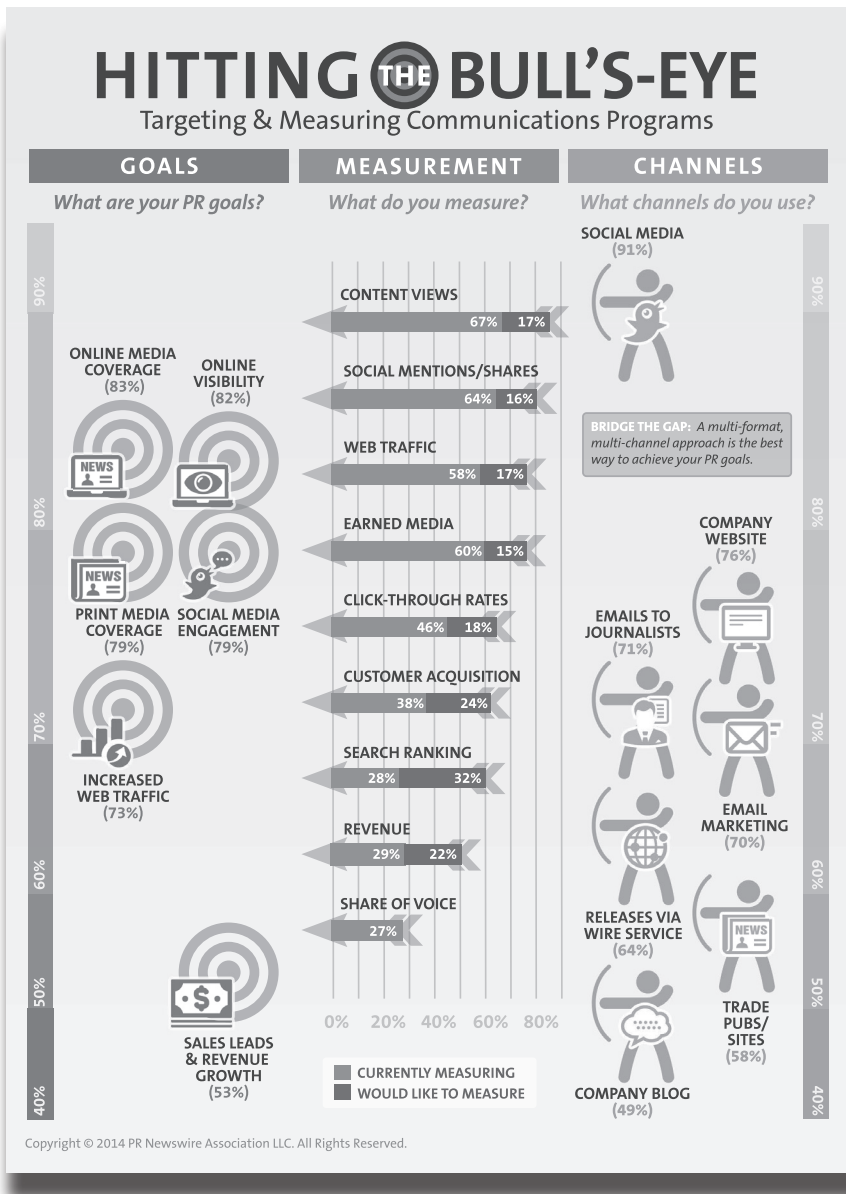 HITTING THE BULL'S-EYE
Targeting & Measuring Communications Programs
GOALS
What are your PR goals?
90%
80%
70%
60%
50%
40%
ONLINE MEDIA
COVERAGE
(83%)
NEWS
ONLINE
VISIBILITY
(82%)
NEWS
PRINT MEDIA
COVERAGE
(79%)
SOCIAL MEDIA
ENGAGEMENT
(79%)
INCREASED
WEB TRAFFIC
(73%)
$
SALES LEADS
& REVENUE
GROWTH
(53%)
MEASUREMENT
What do you measure?
CONTENT VIEWS
67% 17%
SOCIAL MENTIONS/SHARES
64% 16%
WEB TRAFFIC
58% 17%
EARNED MEDIA
60% 15%
CLICK-THROUGH RATES
46% 18%
CUSTOMER ACQUISITION
38% 24%
SEARCH RANKING
28% 32%
REVENUE
29% 22%
SHARE OF VOICE
27%
0% 20% 40% 60% 80%
CURRENTLY MEASURING
WOULD LIKE TO MEASURE
CHANNELS
What channels do you use?
SOCIAL MEDIA
(91%)
BRIDGE THE GAP: A multi-format,
multi-channel approach is the best
way to achieve your PR goals.
COMPANY
WEBSITE
(76%)
EMAILS TO
JOURNALISTS
(71%)
EMAIL
MARKETING
(70%)
RELEASES VIA
WIRE SERVICE
(64%)
NEWS
TRADE
PUBS/
SITES
(58%)
COMPANY BLOG
(49%)
90%
80%
70%
60%
50%
40%
Copyright © 2014 PR Newswire Association LLC. All Rights Reserved.